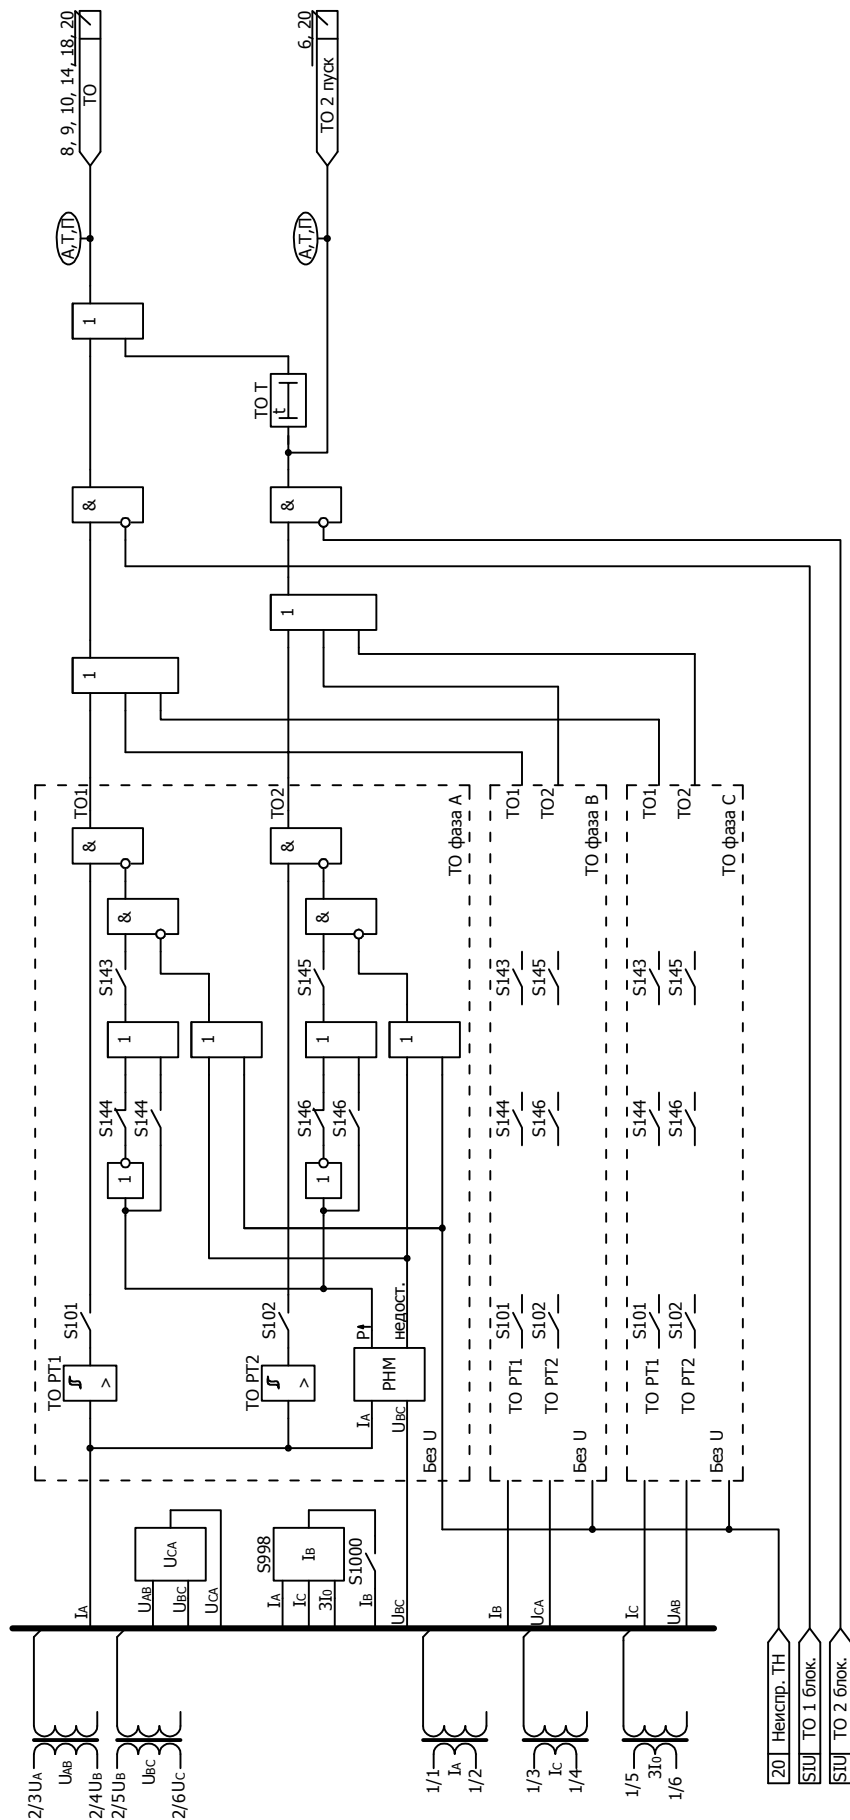 8, 9, 10, 14, 18, 20
ТО
6, 20
ТО 2 пуск
А,Т,П
А,Т,П
1
ТО Т
t
&
&
1
1
ТО1
ТО2
&
&
ТО фаза А
&
&
S143
S145
1
1
1
1
S144
S144
S146
S146
1
1
S101
S102
ТО РТ1
>
ТО РТ2
>
P
недост.
РНМ
IA
UBC
Без U
ТО1
ТО2
ТО фаза В
S143
S145
S144
S146
S101
S102
ТО РТ1
ТО РТ2
Без U
ТО1
ТО2
ТО фаза С
S143
S145
S144
S146
S101
S102
ТО РТ1
ТО РТ2
Без U
IA
UCA
UAB
UBC
UCA
S998
IB
IA
IC
3I0
S1000
IB
UBC
IB
UCA
IC
UAB
2/3UA
UAB
2/4UB
2/5UB
UBC
2/6UC
1/1
IA
1/2
1/3
IC
1/4
1/5
3I0
1/6
20 Неиспр. ТН
SIU ТО 1 блок.
SIU ТО 2 блок.